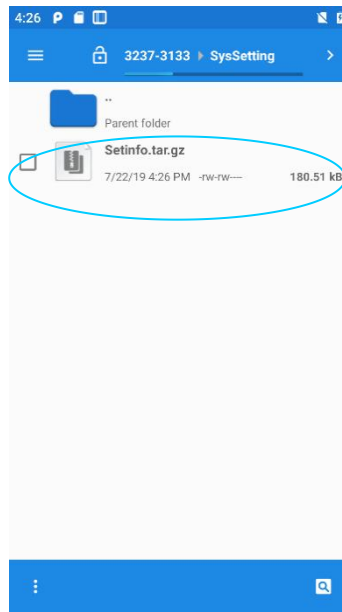 4:26
3237-3133 SysSetting
..
Parent folder
Setinfo.tar.gz
7/22/19 4:26 PM -rw-rw---- 180.51 kB